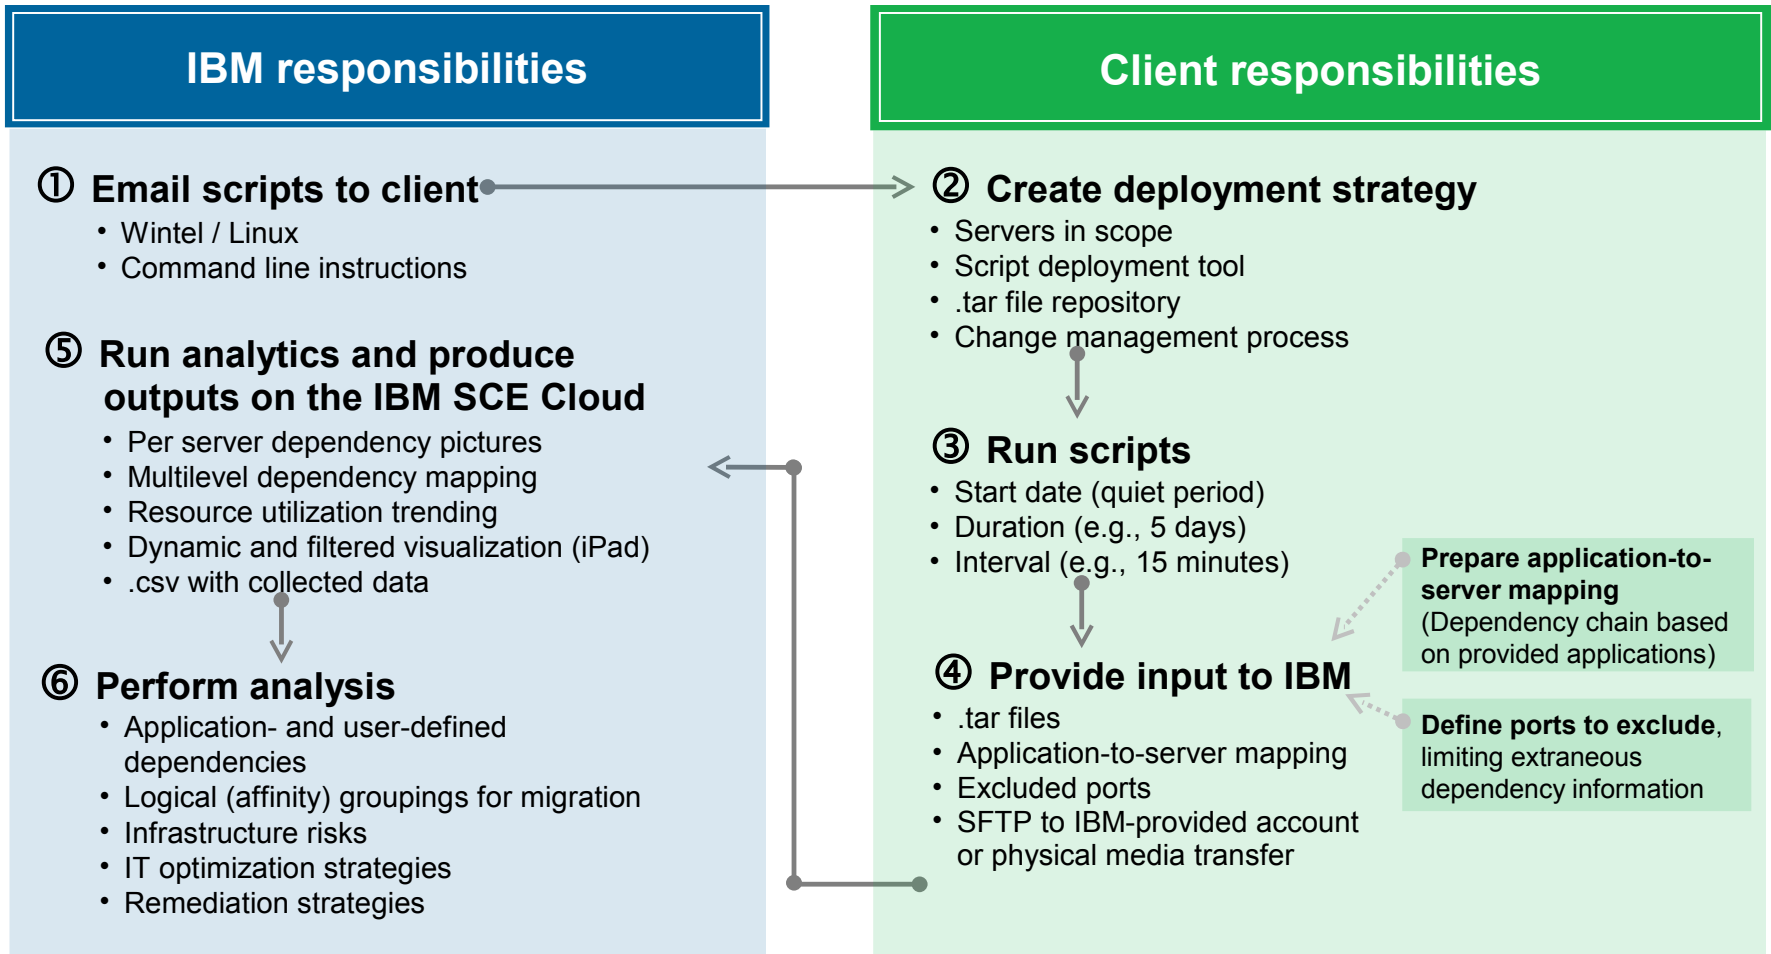 IBM responsibilities
① Email scripts to client
• Wintel / Linux
• Command line instructions
⑤ Run analytics and produce
outputs on the IBM SCE Cloud
• Per server dependency pictures
• Multilevel dependency mapping
• Resource utilization trending
• Dynamic and filtered visualization (iPad)
• .csv with collected data
⑥ Perform analysis
• Application- and user-defined
dependencies
• Logical (affinity) groupings for migration
• Infrastructure risks
• IT optimization strategies
• Remediation strategies
Client responsibilities
② Create deployment strategy
• Servers in scope
• Script deployment tool
• .tar file repository
• Change management process
③ Run scripts
• Start date (quiet period)
• Duration (e.g., 5 days)
• Interval (e.g., 15 minutes)
④ Provide input to IBM
• .tar files
• Application-to-server mapping
• Excluded ports
• SFTP to IBM-provided account
or physical media transfer
Prepare application-to-
server mapping
(Dependency chain based
on provided applications)
Define ports to exclude,
limiting extraneous
dependency information